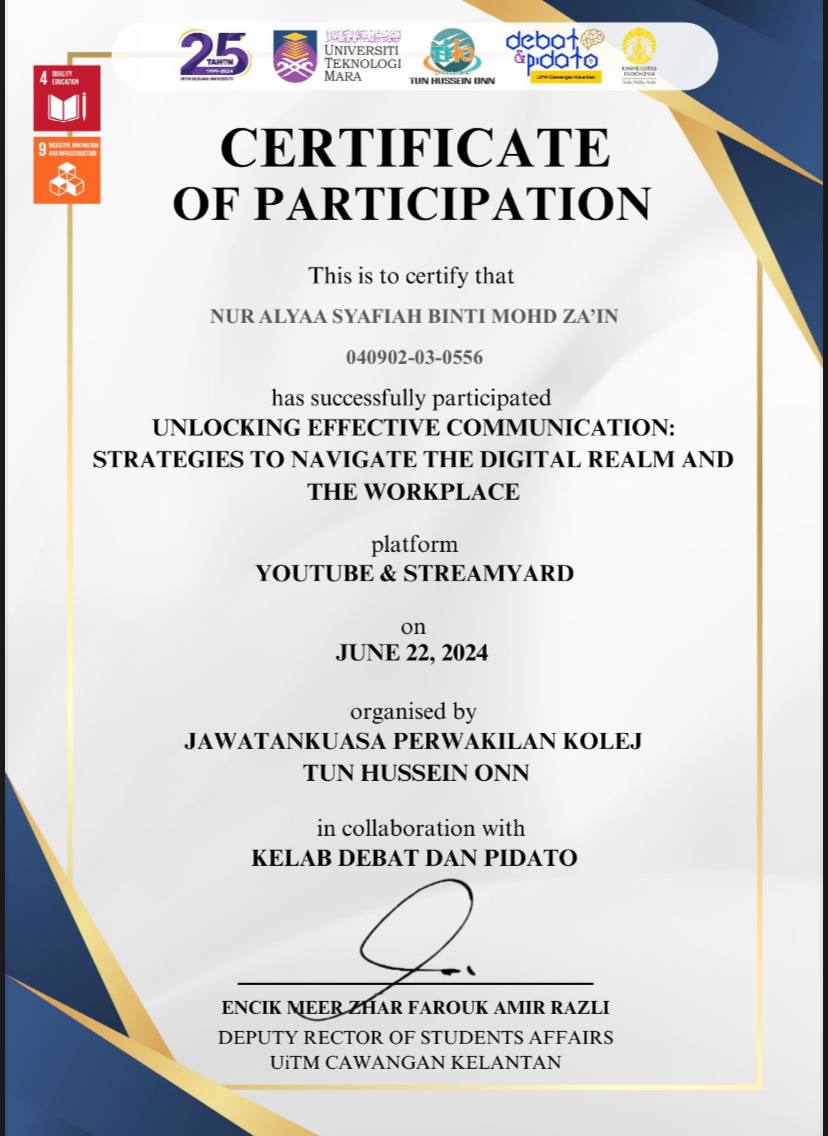 25
TAHUN
1999-2024
UNIVERSITI
TEKNOLOGI
MARA
TUN HUSSEIN ONN
debat
& pidato
UiTM Cawangan Kelantan
UNIVERSITAS
INDONESIA
4 QUALITY
EDUCATION
9 INDUSTRY, INNOVATION
AND INFRASTRUCTURE
CERTIFICATE
OF PARTICIPATION
This is to certify that
NUR ALYAA SYAFIAH BINTI MOHD ZA'IN
040902-03-0556
has successfully participated
UNLOCKING EFFECTIVE COMMUNICATION:
STRATEGIES TO NAVIGATE THE DIGITAL REALM AND
THE WORKPLACE
platform
YOUTUBE & STREAMYARD
on
JUNE 22, 2024
organised by
JAWATANKUASA PERWAKILAN KOLEJ
TUN HUSSEIN ONN
in collaboration with
KELAB DEBAT DAN PIDATO
ENCIK MEER ZHAR FAROUK AMIR RAZLI
DEPUTY RECTOR OF STUDENTS AFFAIRS
UiTM CAWANGAN KELANTAN